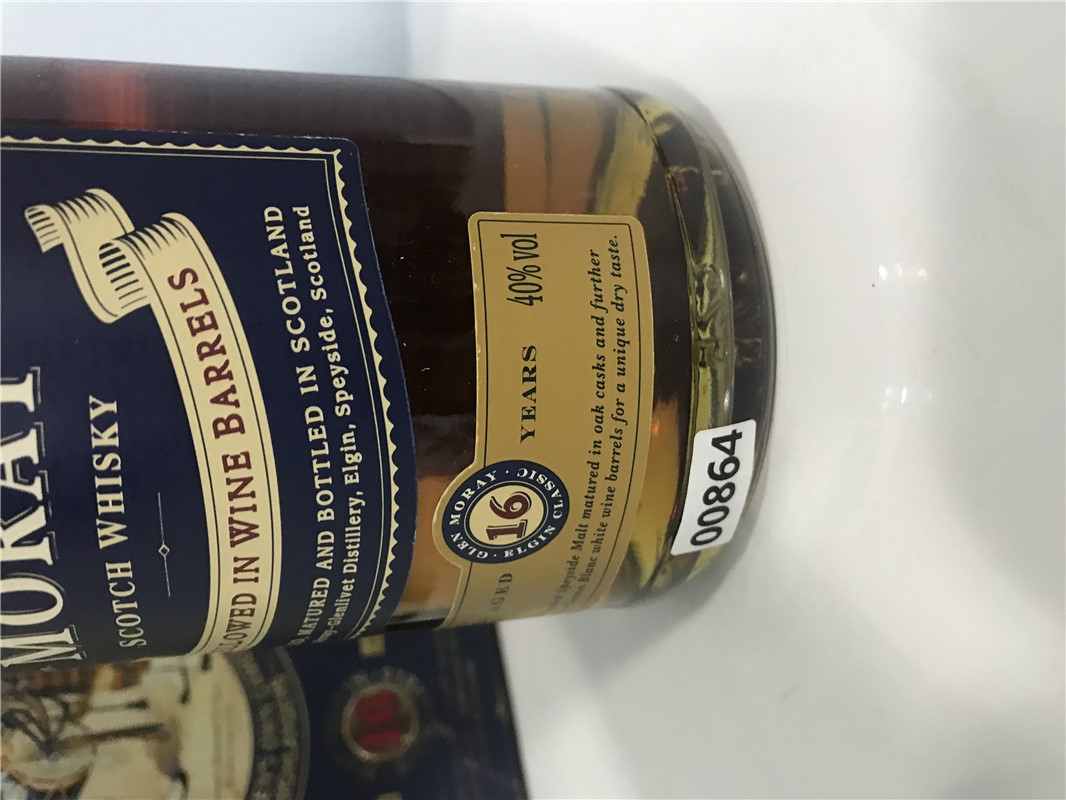 MORAY
SCOTCH WHISKY
LOWED IN WINE BARRELS
MATURED AND BOTTLED IN SCOTLAND
Glenlivet Distillery, Elgin, Speyside, Scotland
GLEN MORAY · ELGIN CLASSIC ·
16
AGED YEARS 40% vol
Speyside Malt matured in oak casks and further
Blanc white wine barrels for a unique dry taste.
00864